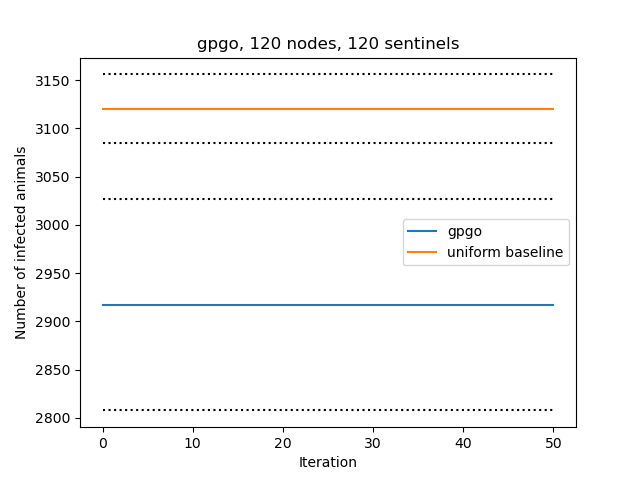 gpgo, 120 nodes, 120 sentinels
Number of infected animals
3150
3100
3050
3000
2950
2900
2850
2800
gpgo
uniform baseline
0 10 20 30 40 50
Iteration